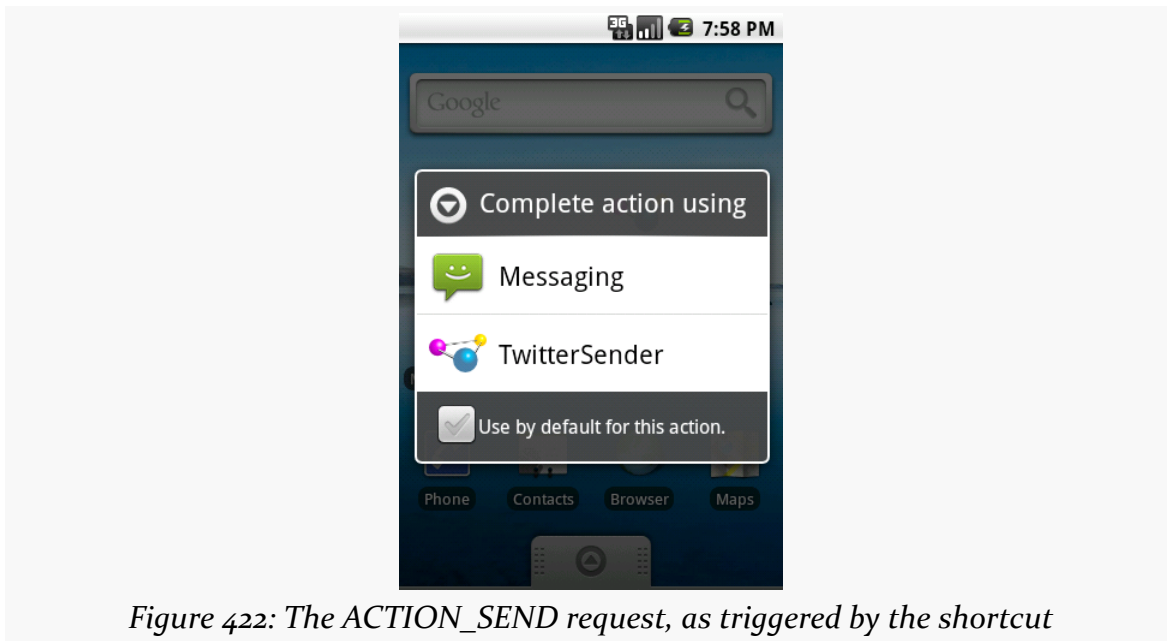 3G 7:58 PM
Google
Complete action using
Messaging
TwitterSender
Use by default for this action.
Phone Contacts Browser Maps
Figure 422: The ACTION_SEND request, as triggered by the shortcut